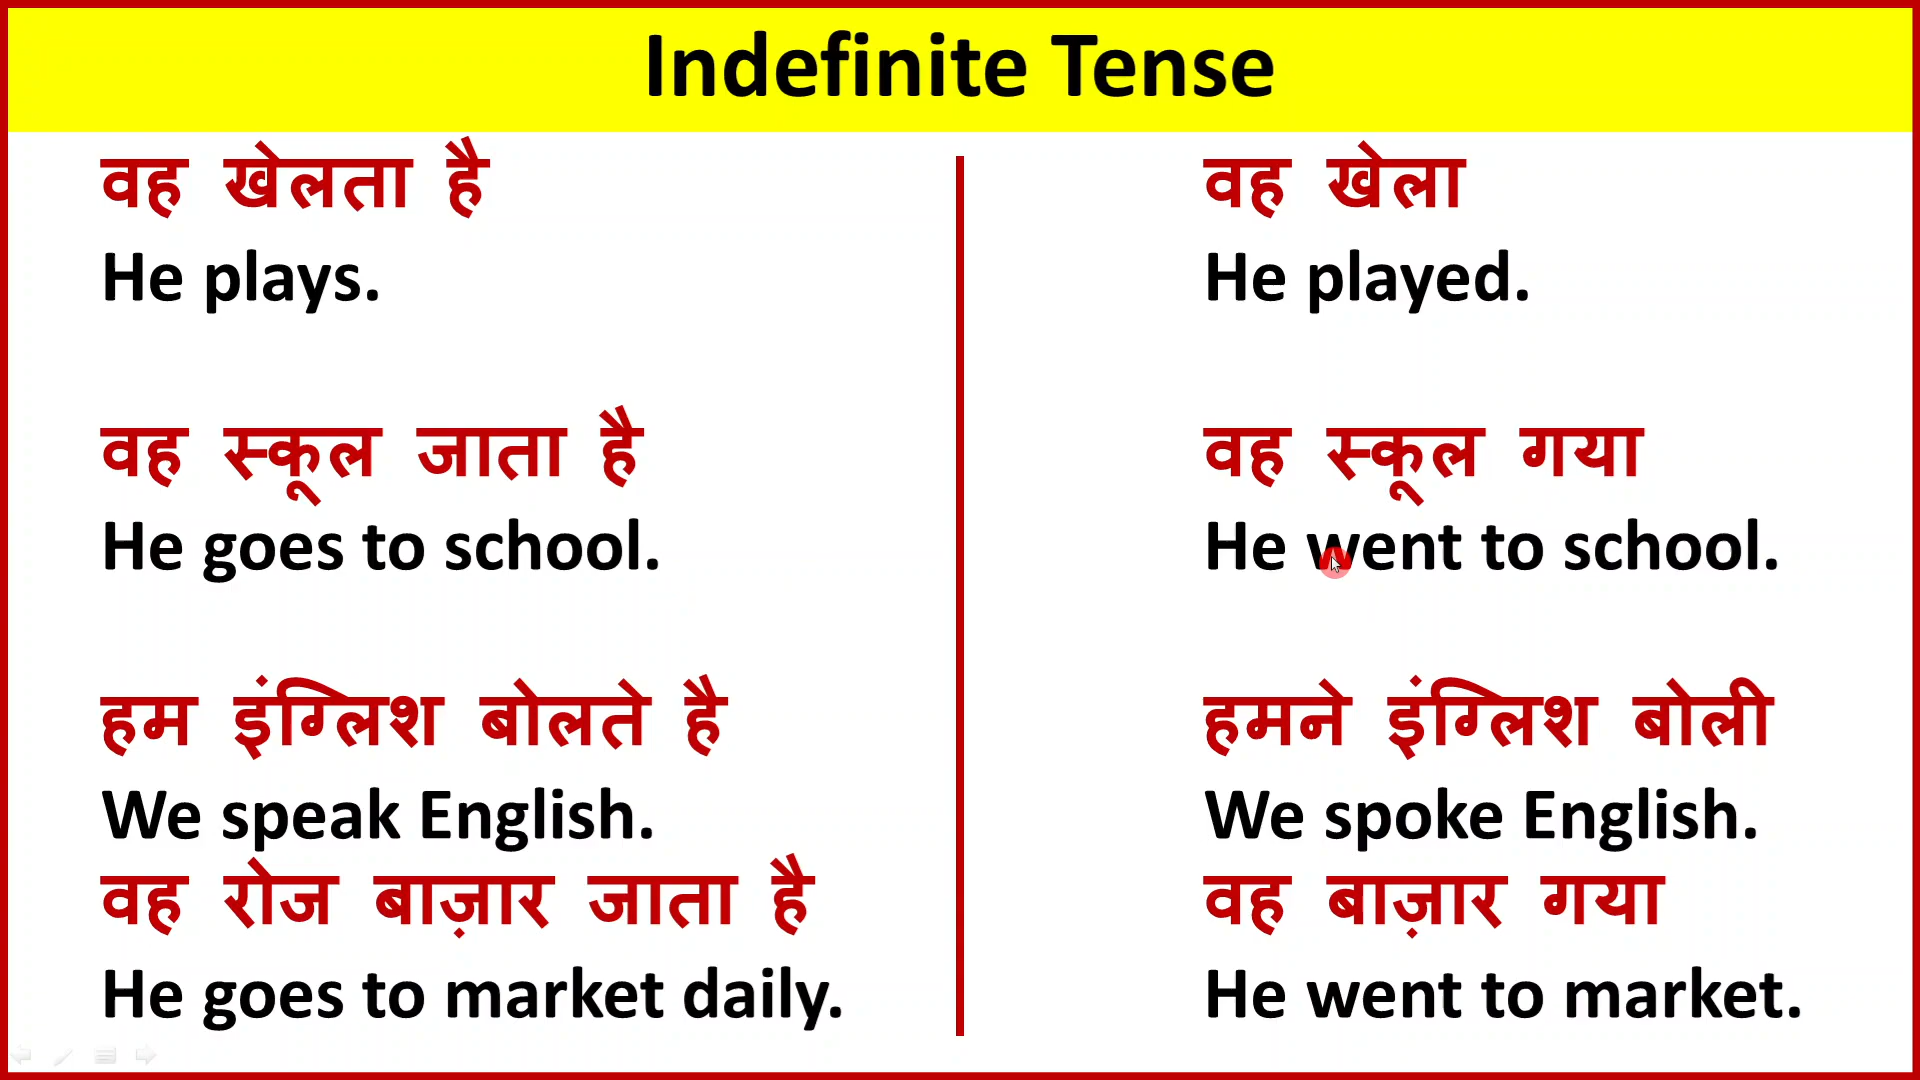 Indefinite Tense
वह खेलता है
He plays.
वह स्कूल जाता है
He goes to school.
हम इंग्लिश बोलते है
We speak English.
वह रोज बाज़ार जाता है
He goes to market daily.
वह खेला
He played.
वह स्कूल गया
He went to school.
हमने इंग्लिश बोली
We spoke English.
वह बाज़ार गया
He went to market.